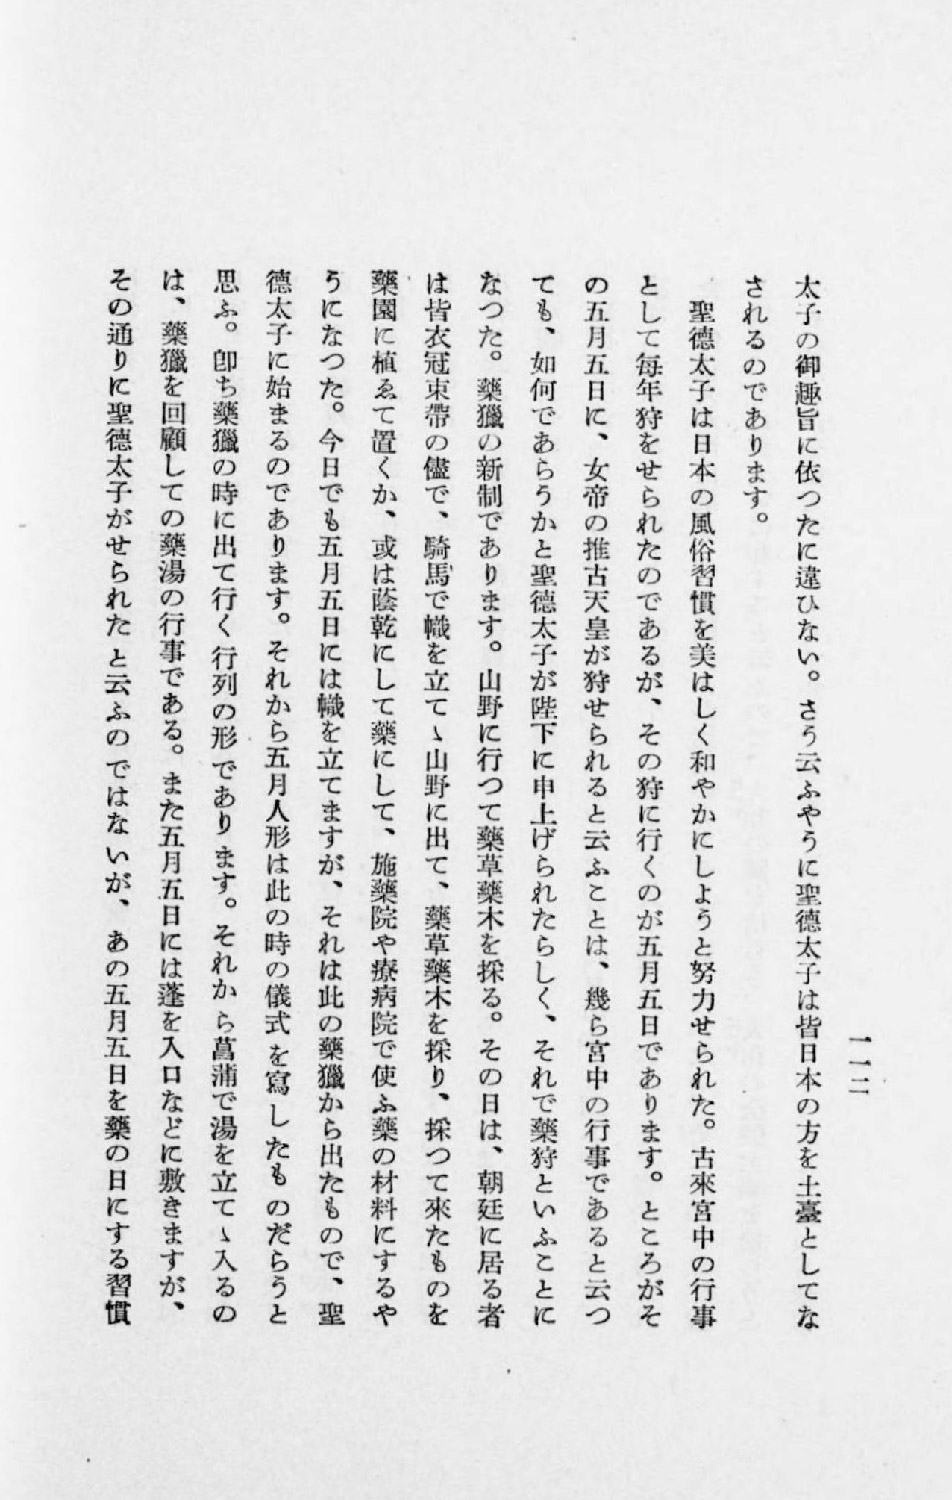 一一二
太子の御趣旨に依つたに違ひない。さう云ふやうに聖德太子は皆日本の方を土臺としてな
されるのであります。
聖德太子は日本の風俗習慣を美はしく和やかにしようと努力せられた。古來宮中の行事
として每年狩をせられたのであるが、その狩に行くのが五月五日であります。ところがそ
の五月五日に、女帝の推古天皇が狩せられると云ふことは、幾ら宮中の行事であると云つ
ても、如何であらうかと聖德太子が陛下に申上げられたらしく、それで藥狩といふことに
なつた。藥獵の新制であります。山野に行つて藥草藥木を採る。その日は、朝廷に居る者
は皆衣冠束帶の儘で、騎馬で幟を立てゝ山野に出て、藥草藥木を採り、採つて來たものを
藥園に植ゑて置くか、或は蔭乾にして藥にして、施藥院や療病院で使ふ藥の材料にするや
うになつた。今日でも五月五日には幟を立てますが、それは此の藥獵から出たもので、聖
德太子に始まるのであります。それから五月人形は此の時の儀式を寫したものだらうと
思ふ。卽ち藥獵の時に出て行く行列の形であります。それから菖蒲で湯を立てゝ入るの
は、藥獵を回顧しての藥湯の行事である。また五月五日には蓬を入口などに敷きますが、
その通りに聖德太子がせられたと云ふのではないが、あの五月五日を藥の日にする習慣